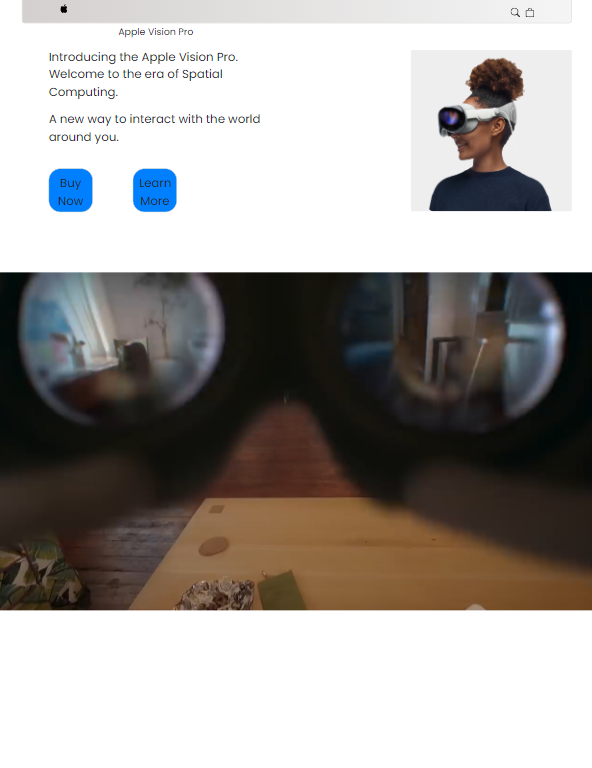 Apple Vision Pro
Introducing the Apple Vision Pro.
Welcome to the era of Spatial
Computing.
A new way to interact with the world
around you.
Buy
Now
Learn
More